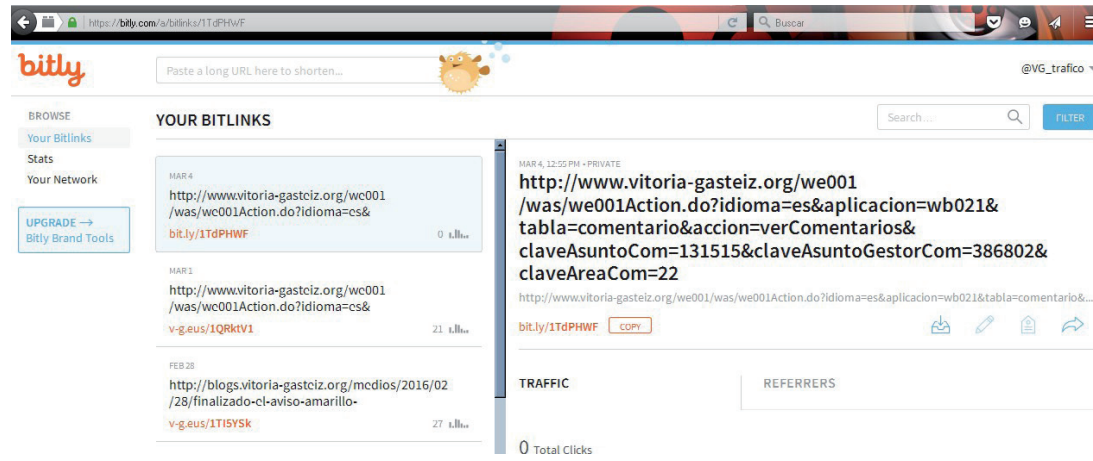 https://bitly.com/a/bitlinks/1TdPHWF
Buscar
bitly
Paste a long URL here to shorten...
@VG_trafico
BROWSE
Your Bitlinks
Stats
Your Network
UPGRADE →
Bitly Brand Tools
YOUR BITLINKS
Search...
FILTER
MAR 4
http://www.vitoria-gasteiz.org/we001
/was/we001Action.do?idioma=es&
bit.ly/1TdPHWF
0
MAR 1
http://www.vitoria-gasteiz.org/we001
/was/we001Action.do?idioma=es&
v-g.eus/1QRktV1
21
FEB 28
http://blogs.vitoria-gasteiz.org/medios/2016/02
/28/finalizado-el-aviso-amarillo-
v-g.eus/1TI5YSk
27
MAR 4, 12:55 PM • PRIVATE
http://www.vitoria-gasteiz.org/we001
/was/we001Action.do?idioma=es&aplicacion=wb021&
tabla=comentario&accion=verComentarios&
claveAsuntoCom=131515&claveAsuntoGestorCom=386802&
claveAreaCom=22
http://www.vitoria-gasteiz.org/we001/was/we001Action.do?idioma=es&aplicacion=wb021&tabla=comentario&...
bit.ly/1TdPHWF COPY
TRAFFIC
REFERRERS
0 Total Clicks